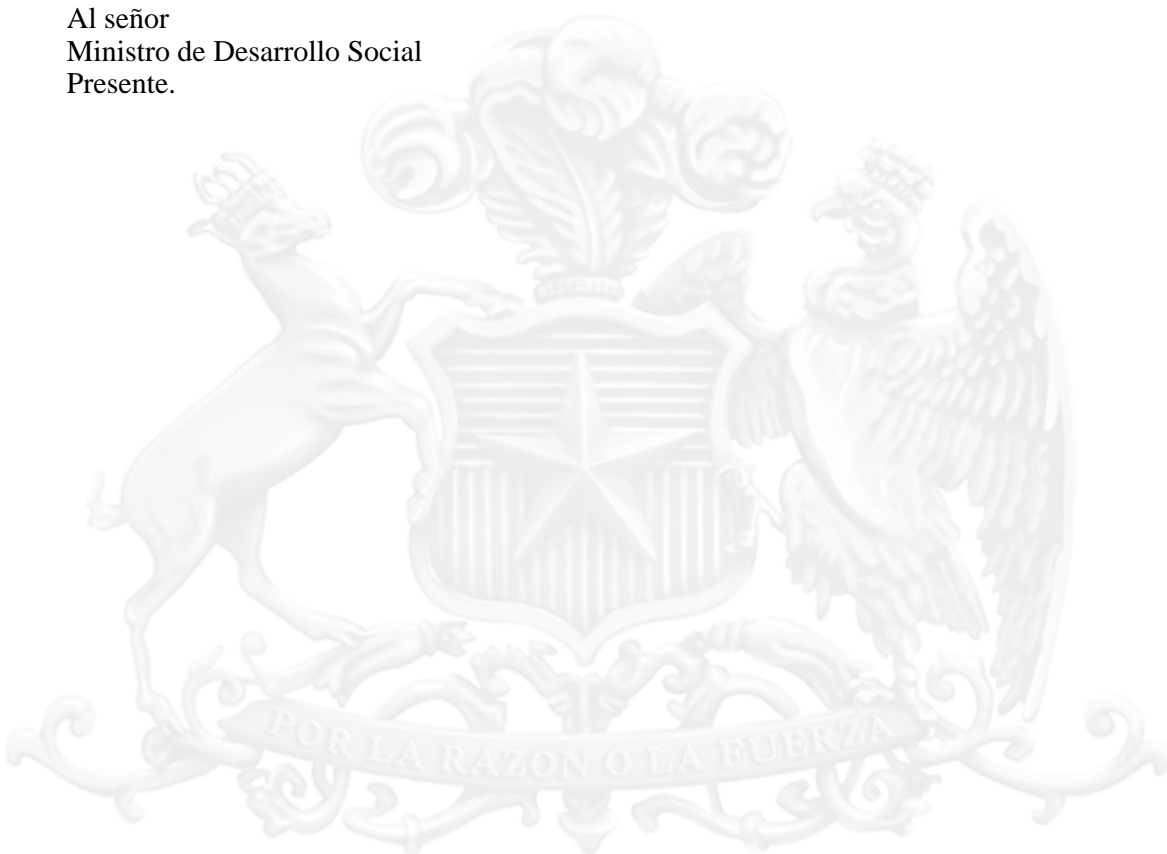 Al señor
Ministro de Desarrollo Social
Presente.
POR LA RAZON O LA FUERZA